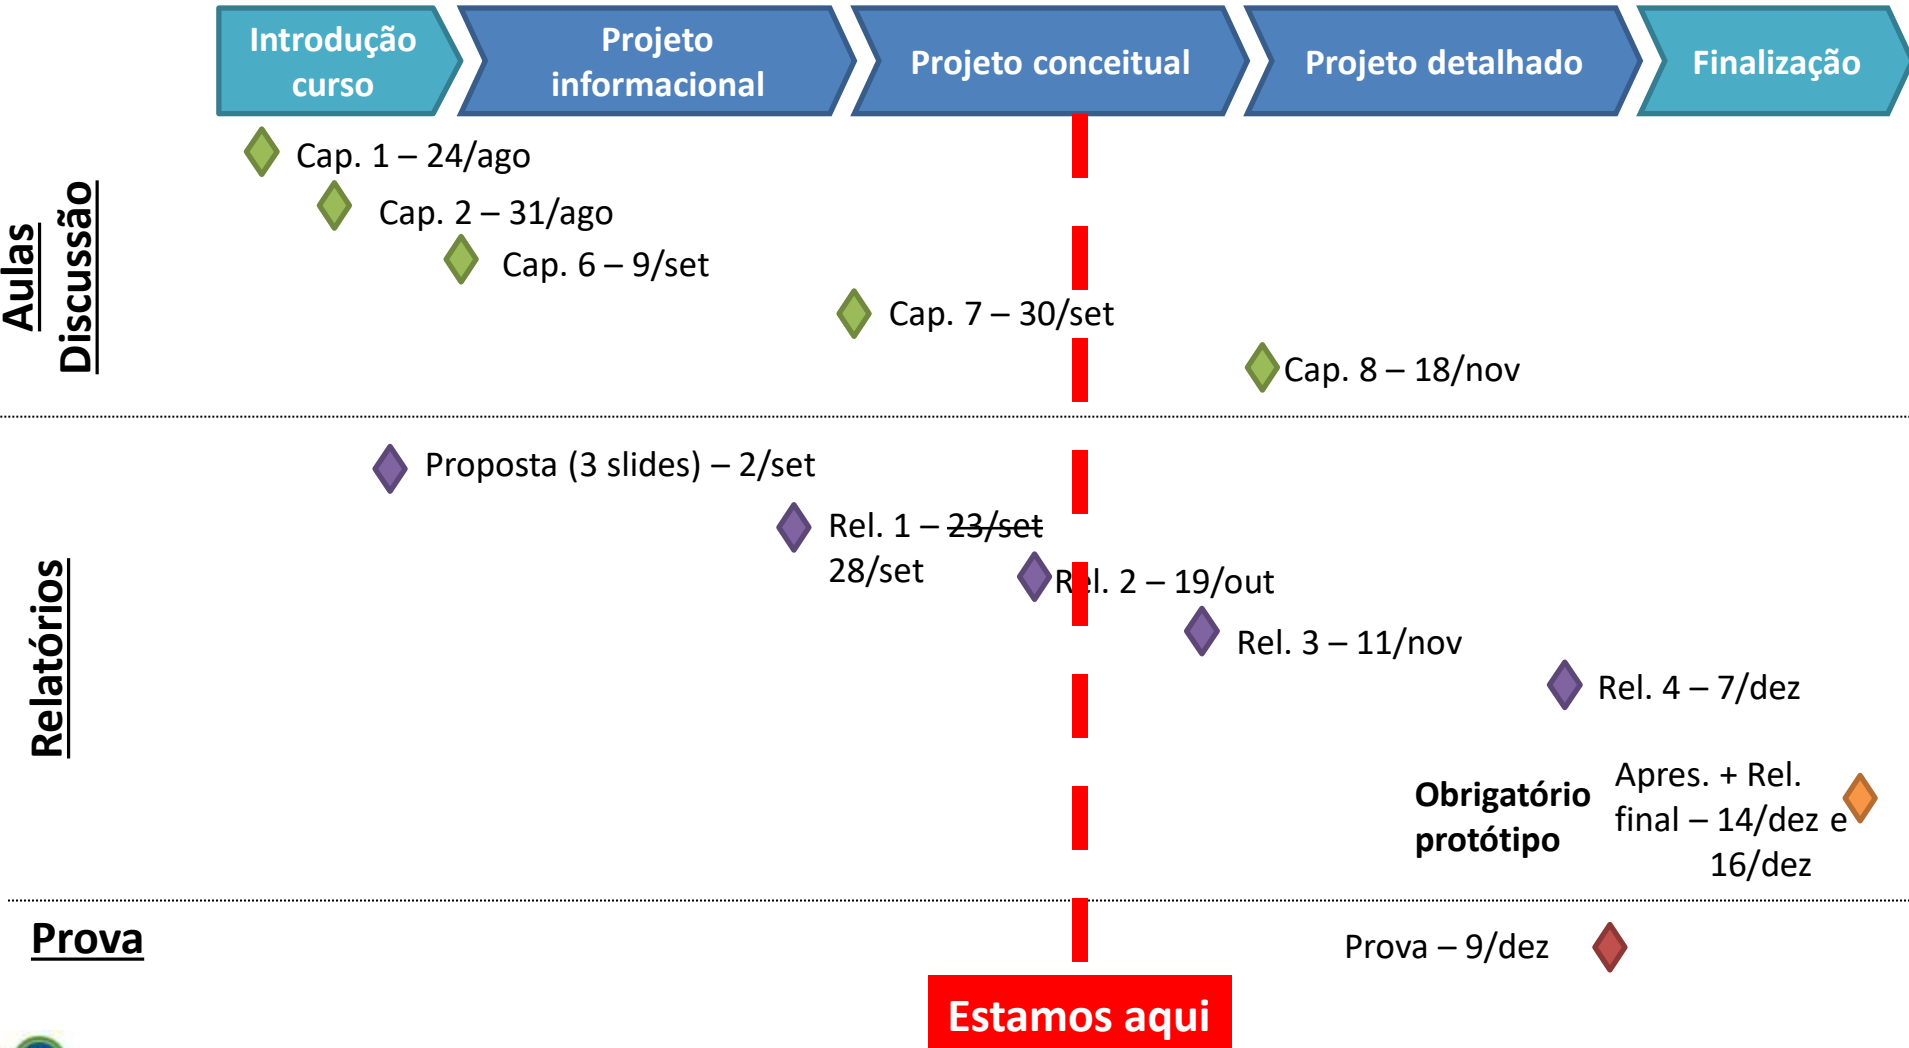 Introdução
curso
Projeto
informacional
Projeto conceitual
Projeto detalhado
Finalização
Aulas
Discussão
Cap. 1 – 24/ago
Cap. 2 – 31/ago
Cap. 6 – 9/set
Cap. 7 – 30/set
Cap. 8 – 18/nov
Relatórios
Proposta (3 slides) – 2/set
Rel. 1 – 23/set
28/set
Rel. 2 – 19/out
Rel. 3 – 11/nov
Rel. 4 – 7/dez
Obrigatório
protótipo
Apres. + Rel.
final – 14/dez e
16/dez
Prova
Prova – 9/dez
Estamos aqui